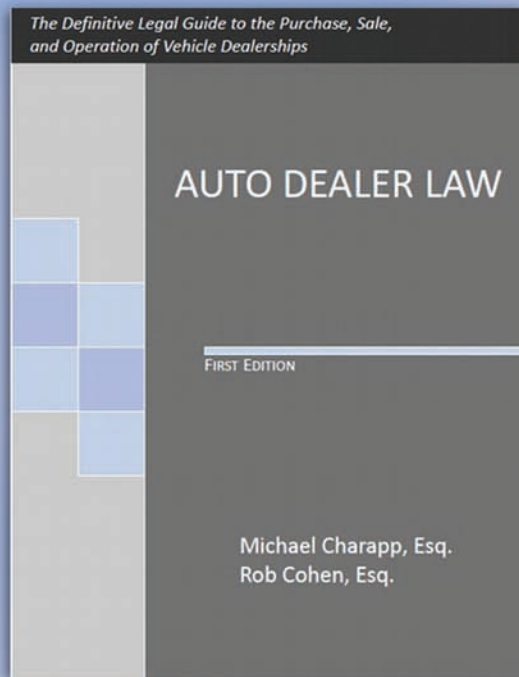 The Definitive Legal Guide to the Purchase, Sale,
and Operation of Vehicle Dealerships
AUTO DEALER LAW
FIRST EDITION
Michael Charapp, Esq.
Rob Cohen, Esq.